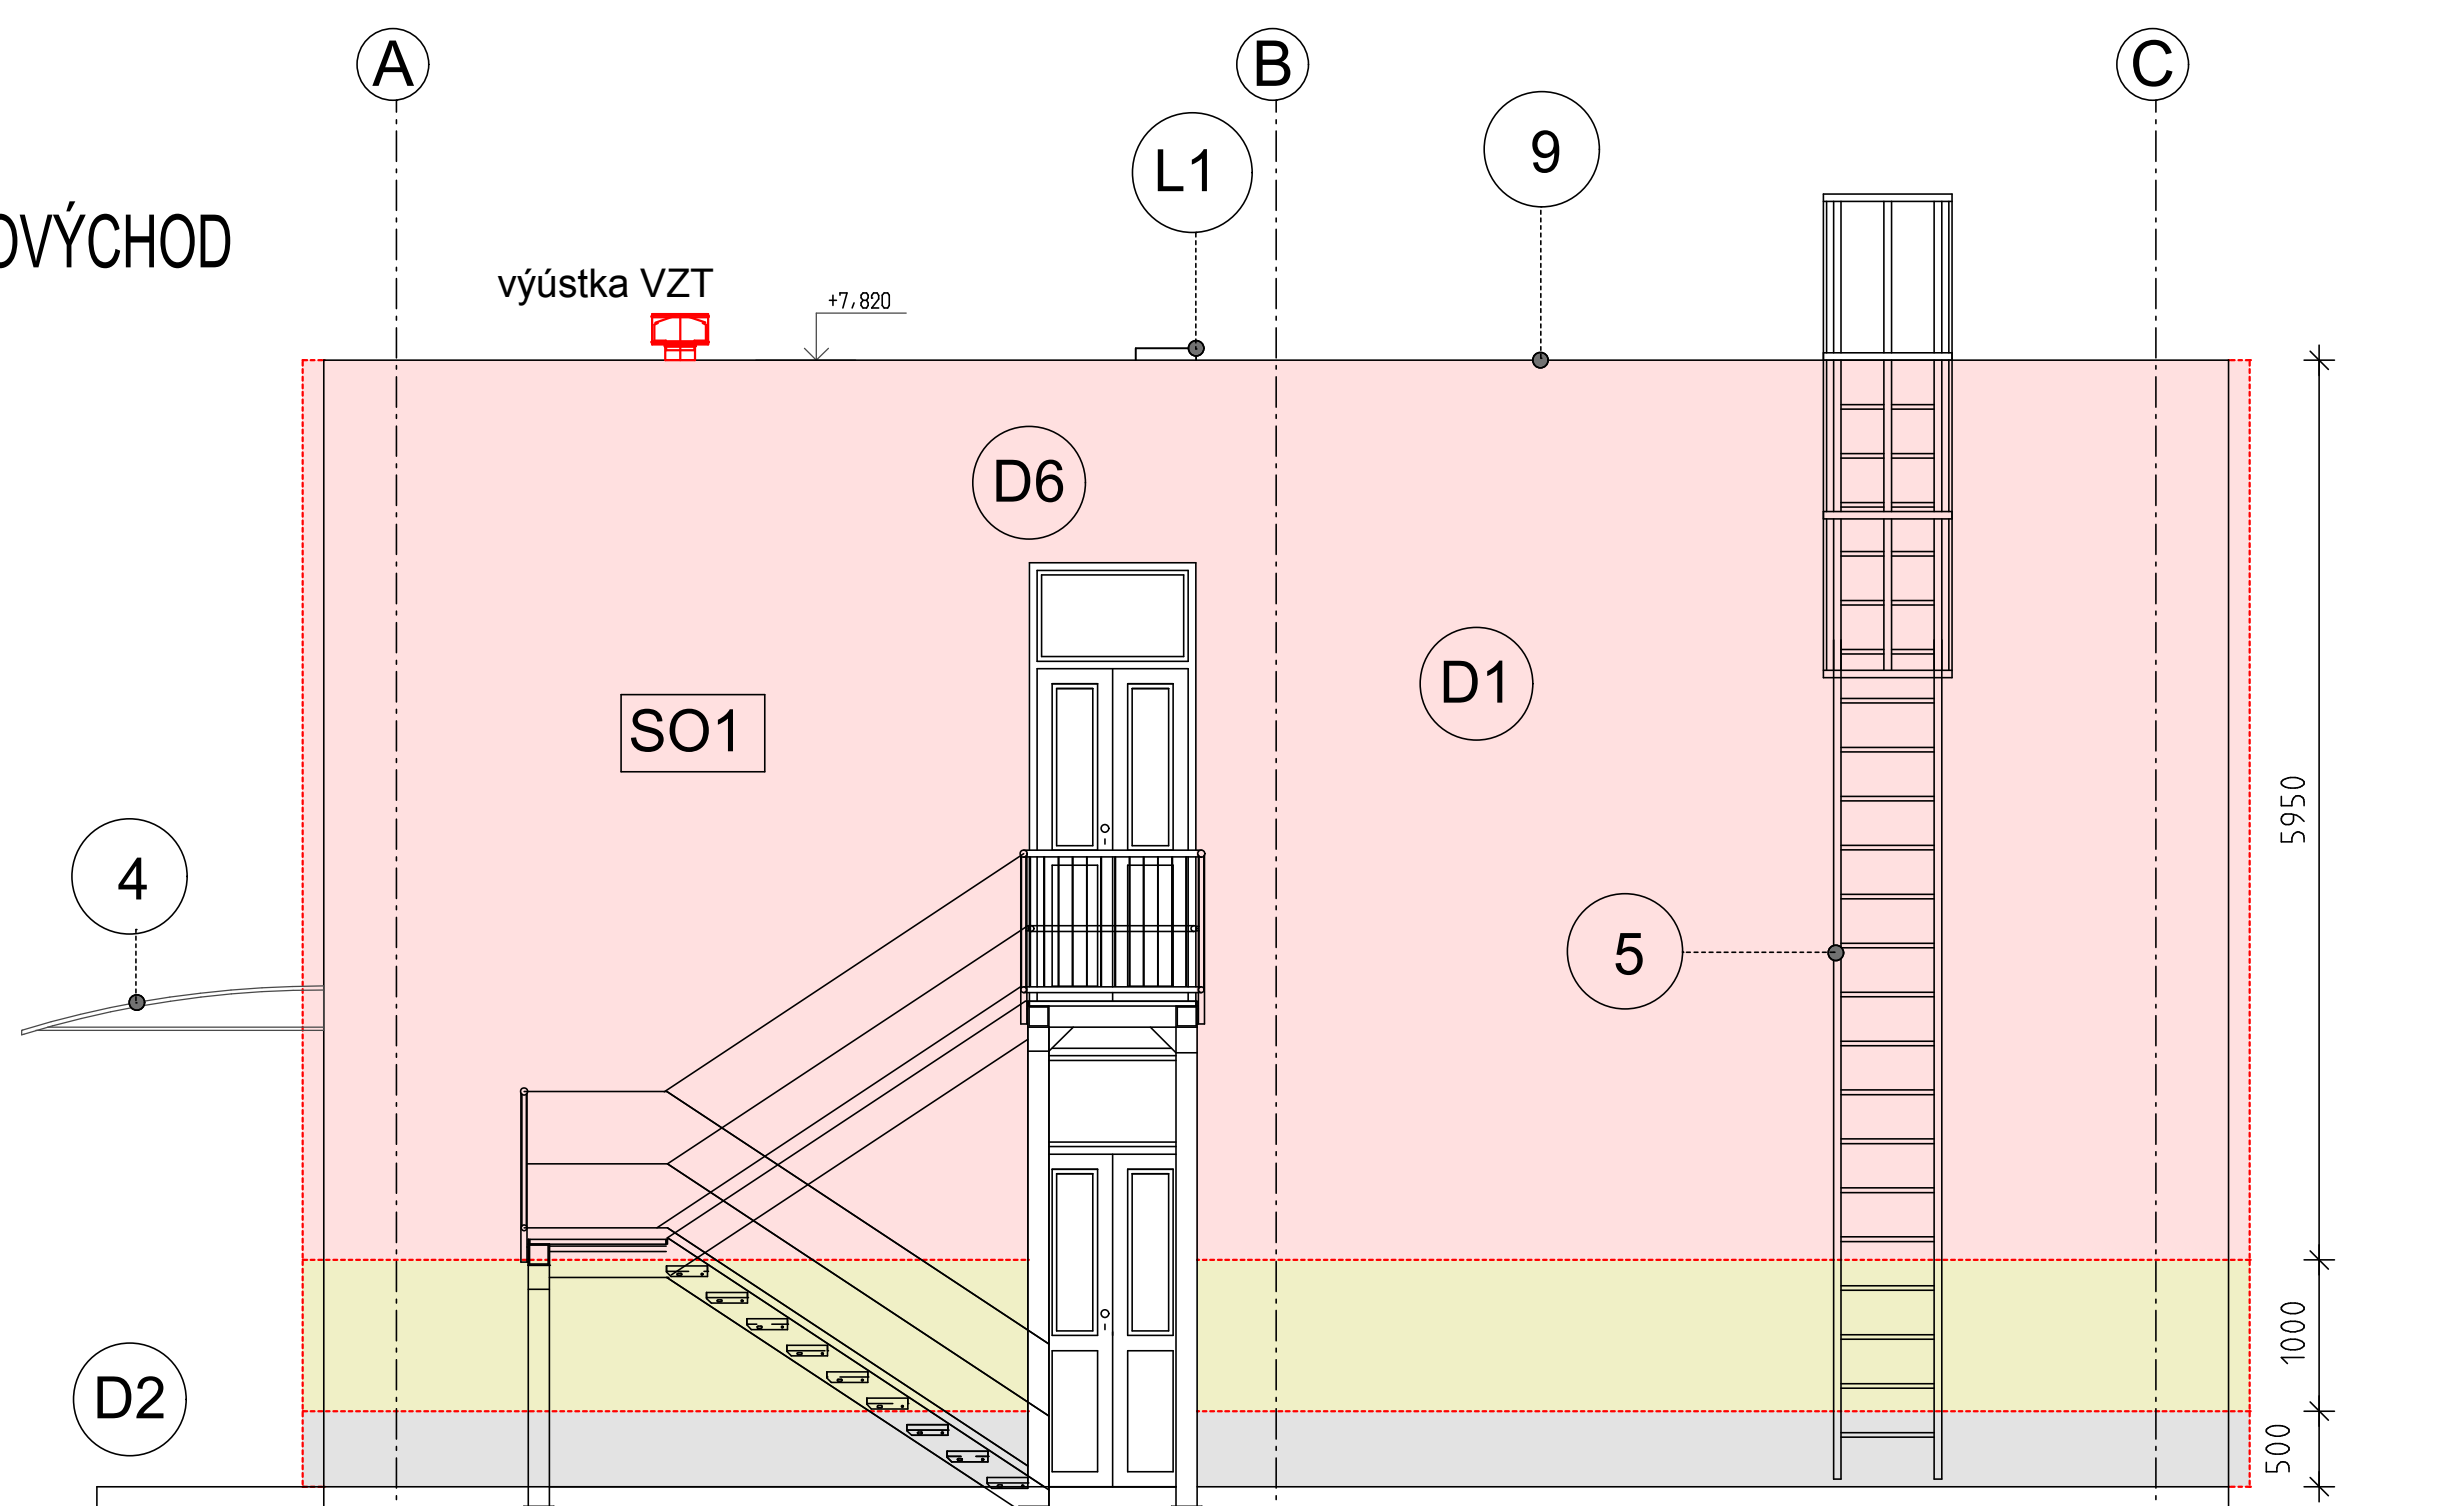 A
B
C
L1
9
OVÝCHOD
výústka VZT
+7,820
D6
D1
SO1
5950
4
5
1000
D2
500